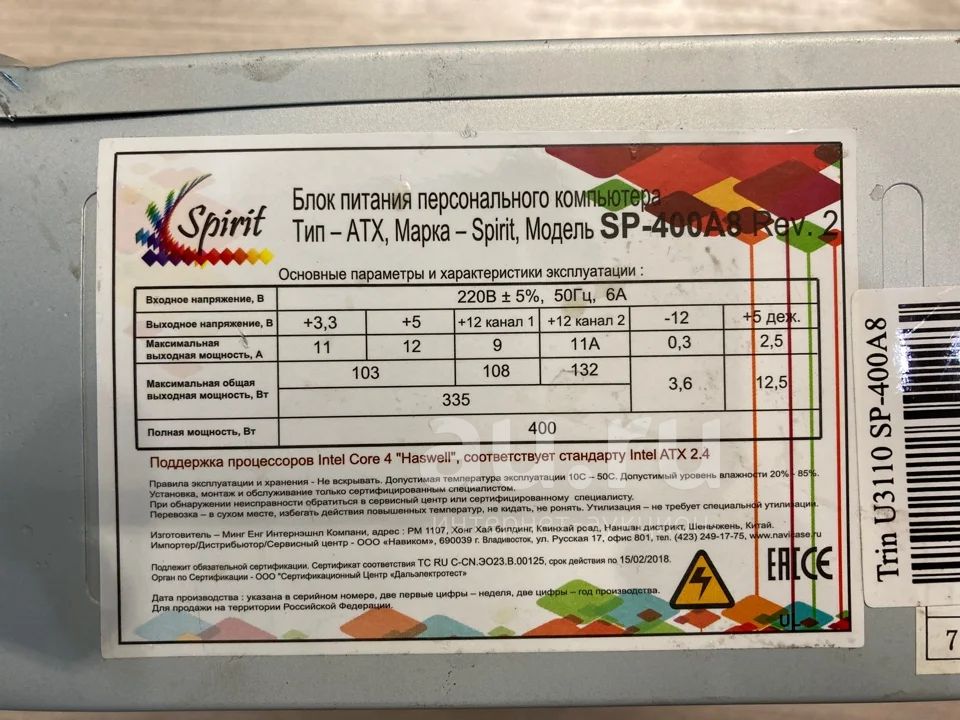 Spirit
Блок питания персонального компьютера
Тип – АТХ, Марка – Spirit, Модель SP-400A8 Rev. 2
Основные параметры и характеристики эксплуатации :
Входное напряжение, В 220В ± 5%, 50Гц, 6А
Выходное напряжение, В +3,3 +5 +12 канал 1 +12 канал 2 -12 +5 деж.
Максимальная выходная мощность, А 11 12 9 11А 0,3 2,5
Максимальная общая выходная мощность, Вт 103 108 132 3,6 12,5
335
Полная мощность, Вт 400
Поддержка процессоров Intel Core 4 "Haswell", соответствует стандарту Intel ATX 2.4
Правила эксплуатации и хранения - Не вскрывать. Допустимая температура эксплуатации 10С – 50С. Допустимый уровень влажности 20% - 85%.
Установка, монтаж и обслуживание только сертифицированным специалистом.
При обнаружении неисправности обратиться в сервисный центр или сертифицированному специалисту.
Перевозка – в сухом месте, избегать действия повышенных температур, не кидать, не ронять. Утилизация – не требует специальной утилизации.
Изготовитель – Минг Енг Интернэшнл Компани, адрес : РМ 1107, Хонг Хай билдинг, Квинхай роад, Наншан дистрикт, Шеньчжень, Китай.
Импортер/Дистрибьютор/Сервисный центр - ООО «Навиком», 690039 г. Владивосток, ул. Русская 17, офис 801, тел. (423) 249-17-75, www.navicase.ru
Подлежит обязательной сертификации. Сертификат соответствия ТС RU C-CN.ЭО23.В.00125, срок действия по 15/02/2018.
Орган по Сертификации - ООО «Сертификационный Центр «Дальэлектротест»
Дата производства : указана в серийном номере, две первые цифры – неделя, две цифры – год производства.
Для продажи на территории Российской Федерации.
EAC CE
UL
Trin U3110 SP-400A8
7
au.ru
интернет-аукцион